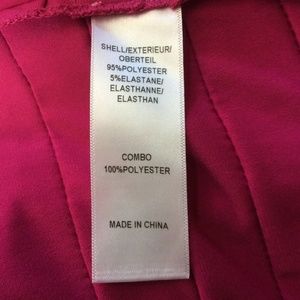 SHELL/EXTERIEUR/
OBERTEIL
95%POLYESTER
5%ELASTANE/
ELASTHANNE/
ELASTHAN
COMBO
100%POLYESTER
MADE IN CHINA